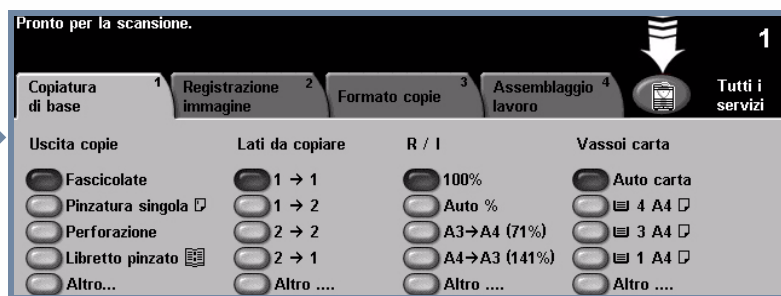 Pronto per la scansione.
1
Copiatura di base 1
Registrazione immagine 2
Formato copie 3
Assemblaggio lavoro 4
Tutti i servizi
Uscita copie
Fascicolate
Pinzatura singola
Perforazione
Libretto pinzato
Altro...
Lati da copiare
1 → 1
1 → 2
2 → 2
2 → 1
Altro ....
R / I
100%
Auto %
A3→A4 (71%)
A4→A3 (141%)
Altro ....
Vassoi carta
Auto carta
4 A4
3 A4
1 A4
Altro ....